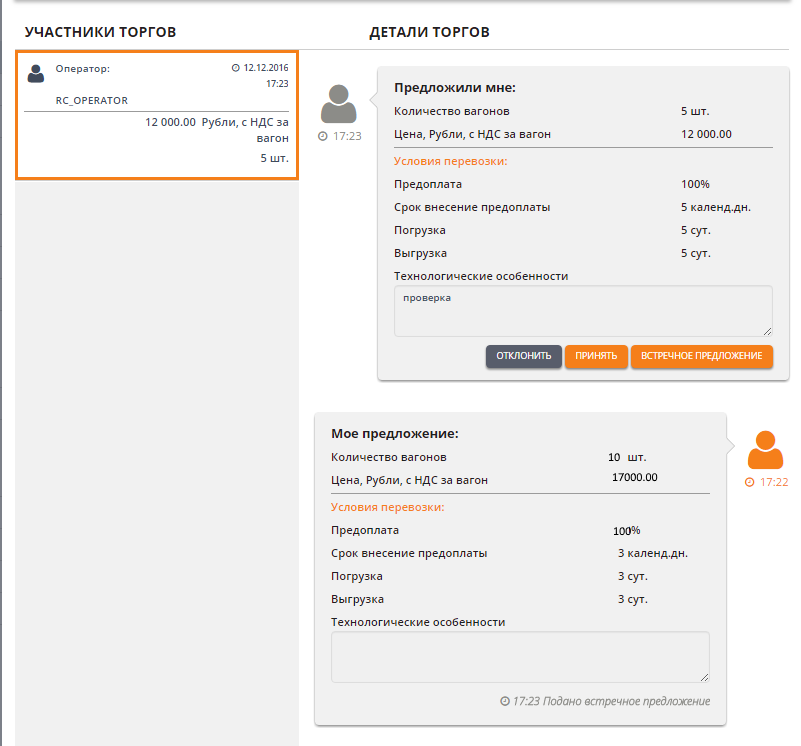 УЧАСТНИКИ ТОРГОВ
ДЕТАЛИ ТОРГОВ
Оператор:
12.12.2016
17:23
RC_OPERATOR
12 000.00 Рубли, с НДС за
вагон
5 шт.
17:23
Предложили мне:
Количество вагонов 5 шт.
Цена, Рубли, с НДС за вагон 12 000.00
Условия перевозки:
Предоплата 100%
Срок внесение предоплаты 5 календ.дн.
Погрузка 5 сут.
Выгрузка 5 сут.
Технологические особенности
проверка
ОТКЛОНИТЬ ПРИНЯТЬ ВСТРЕЧНОЕ ПРЕДЛОЖЕНИЕ
Мое предложение:
Количество вагонов 10 шт.
Цена, Рубли, с НДС за вагон 17000.00
17:22
Условия перевозки:
Предоплата 100%
Срок внесение предоплаты 3 календ.дн.
Погрузка 3 сут.
Выгрузка 3 сут.
Технологические особенности
17:23 Подано встречное предложение